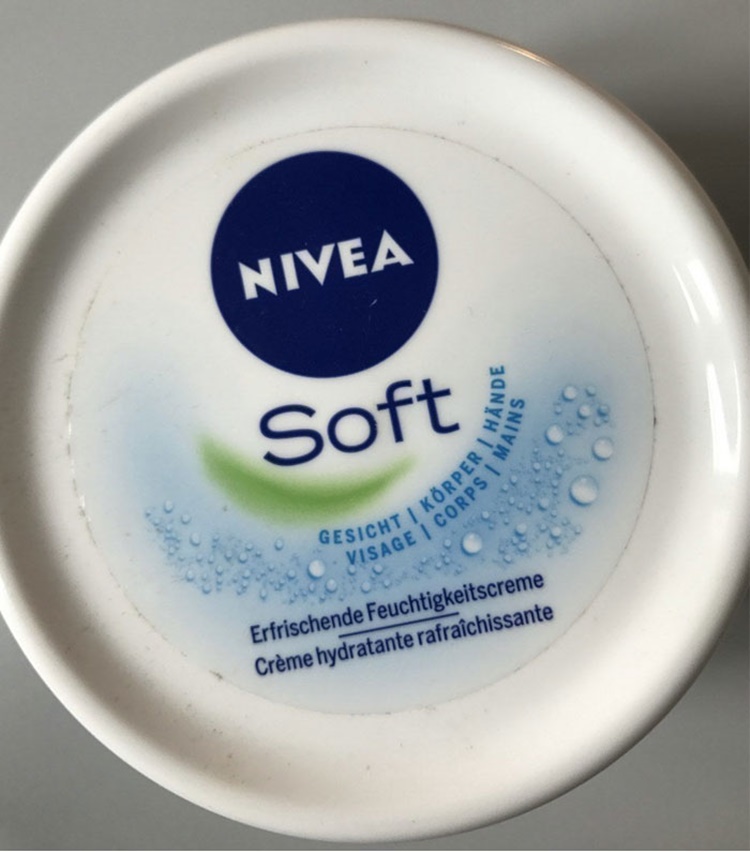 NIVEA
Soft
GESICHT | KÖRPER | HÄNDE
VISAGE | CORPS | MAINS
Erfrischende Feuchtigkeitscreme
Crème hydratante rafraîchissante